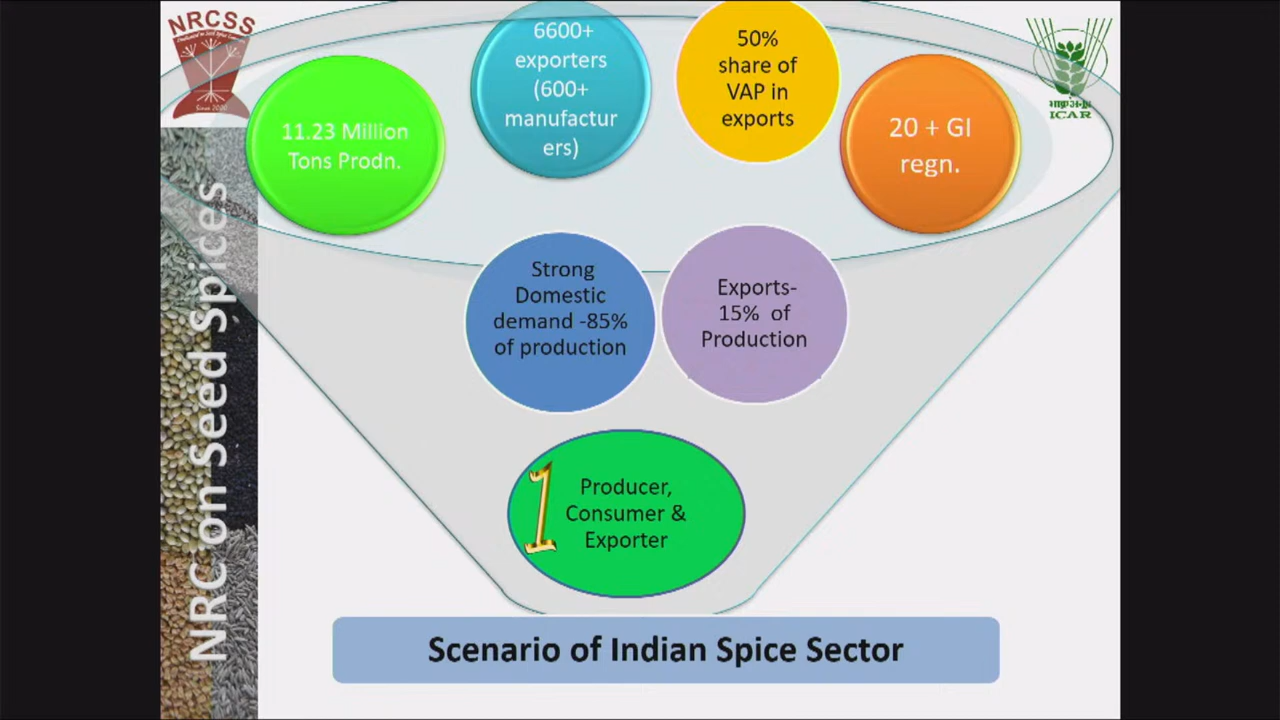 NRCSS
Since 2000
ICAR
NRC on Seed Spices
11.23 Million
Tons Prodn.
6600+
exporters
(600+
manufactur
ers)
50%
share of
VAP in
exports
20 + GI
regn.
Strong
Domestic
demand -85%
of production
Exports-
15% of
Production
1
Producer,
Consumer &
Exporter
Scenario of Indian Spice Sector